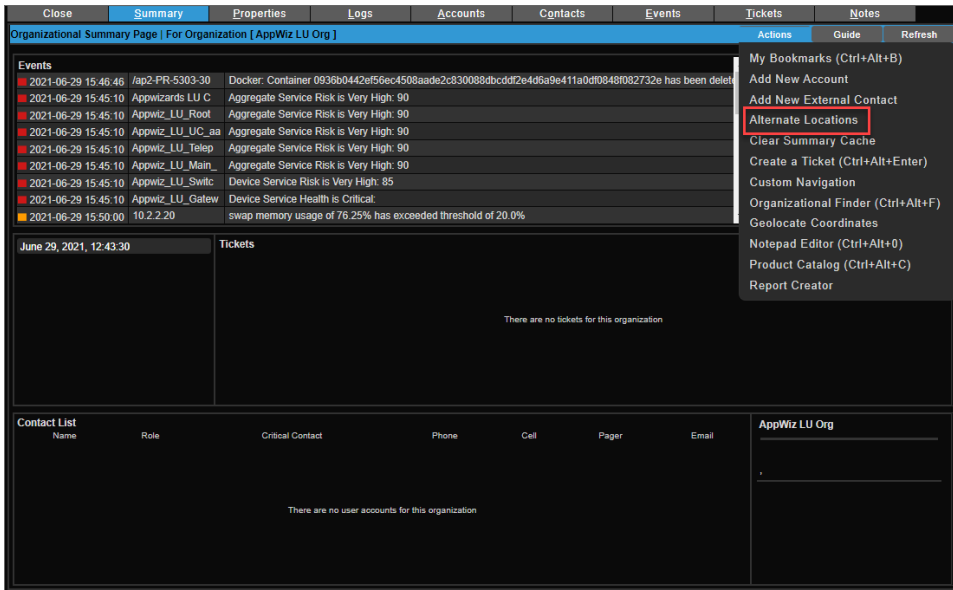 Close Summary Properties Logs Accounts Contacts Events Tickets Notes
Organizational Summary Page | For Organization [ AppWiz LU Org ] Actions Guide Refresh
My Bookmarks (Ctrl+Alt+B)
Add New Account
Add New External Contact
Alternate Locations
Clear Summary Cache
Create a Ticket (Ctrl+Alt+Enter)
Custom Navigation
Organizational Finder (Ctrl+Alt+F)
Geolocate Coordinates
Notepad Editor (Ctrl+Alt+0)
Product Catalog (Ctrl+Alt+C)
Report Creator
Events
2021-06-29 15:46:46 /ap2-PR-5303-30 Docker: Container 0936b0442ef56ec4508aade2c830088dbcddf2e4d6a9e411a0df0848f082732e has been delete
2021-06-29 15:45:10 Appwizards LU C Aggregate Service Risk is Very High: 90
2021-06-29 15:45:10 Appwiz_LU_Root Aggregate Service Risk is Very High: 90
2021-06-29 15:45:10 Appwiz_LU_UC_aa Aggregate Service Risk is Very High: 90
2021-06-29 15:45:10 Appwiz_LU_Telep Aggregate Service Risk is Very High: 90
2021-06-29 15:45:10 Appwiz_LU_Main_ Aggregate Service Risk is Very High: 90
2021-06-29 15:45:10 Appwiz_LU_Switc Device Service Risk is Very High: 85
2021-06-29 15:45:10 Appwiz_LU_Gatew Device Service Health is Critical:
2021-06-29 15:50:00 10.2.2.20 swap memory usage of 76.25% has exceeded threshold of 20.0%
June 29, 2021, 12:43:30
Tickets
There are no tickets for this organization
Contact List
Name Role Critical Contact Phone Cell Pager Email
There are no user accounts for this organization
AppWiz LU Org
,